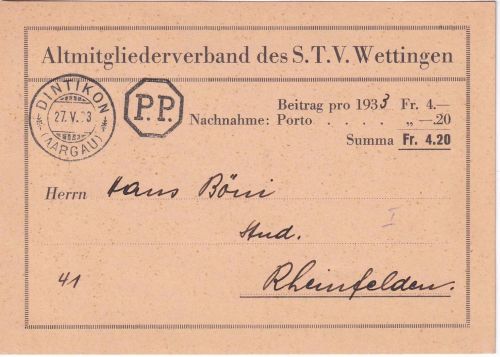 Altmitgliederverband des S.T.V. Wettingen
DINTIKON
27.V.33
(AARGAU)
P.P.
Beitrag pro 1933 Fr. 4.—
Nachnahme: Porto . . . . „ —.20
Summa Fr. 4.20
Herrn Hans Böni
I
Stud.
41
Rheinfelden.